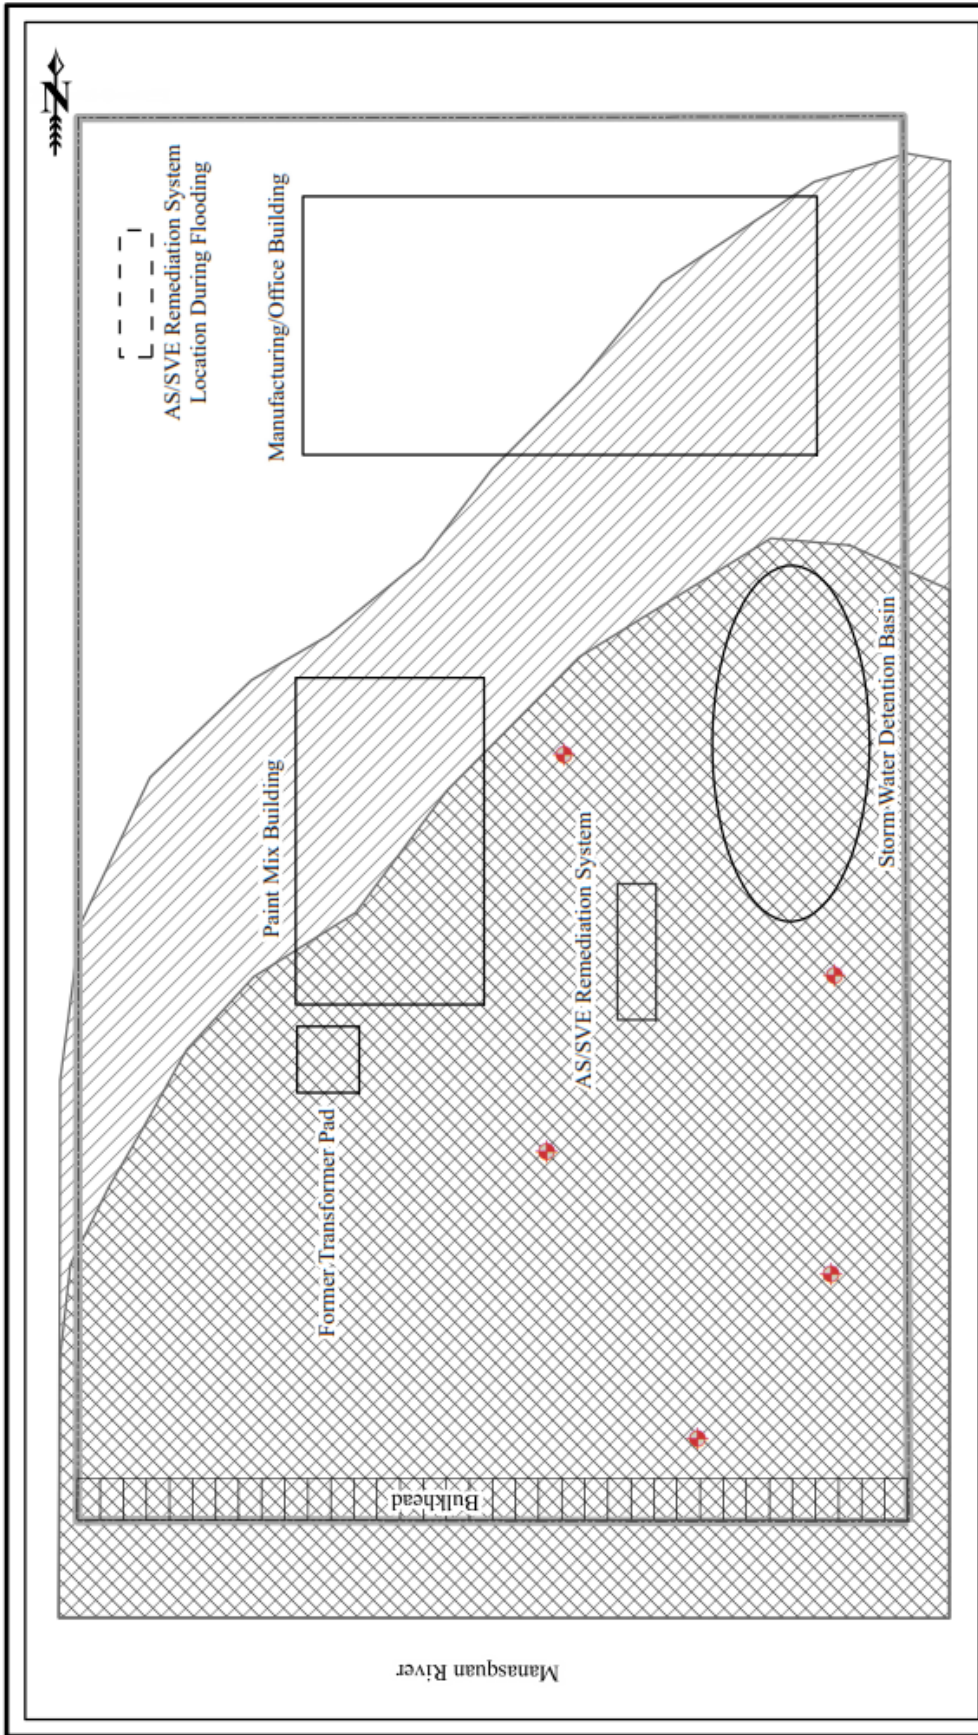 N
AS/SVE Remediation System
Location During Flooding
Manufacturing/Office Building
Paint Mix Building
Storm Water Detention Basin
AS/SVE Remediation System
Former Transformer Pad
Bulkhead
Manasquan River